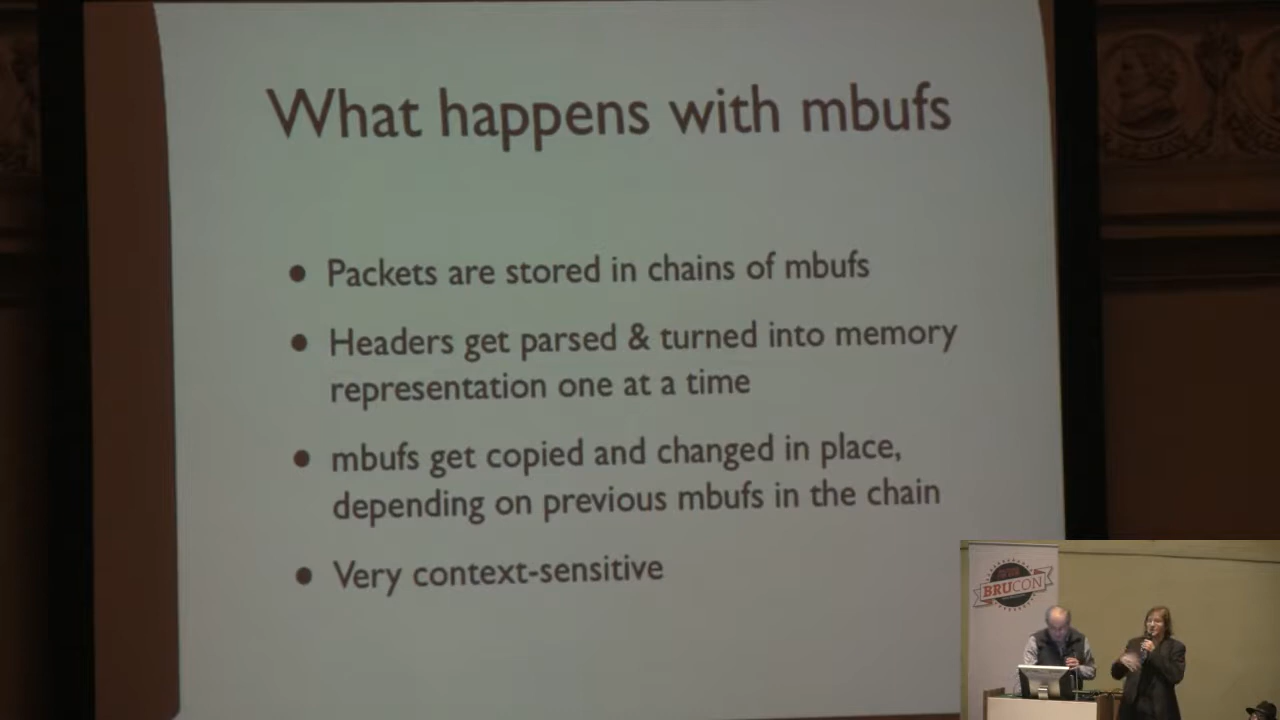 What happens with mbufs
• Packets are stored in chains of mbufs
• Headers get parsed & turned into memory
representation one at a time
• mbufs get copied and changed in place,
depending on previous mbufs in the chain
• Very context-sensitive
BRUCON